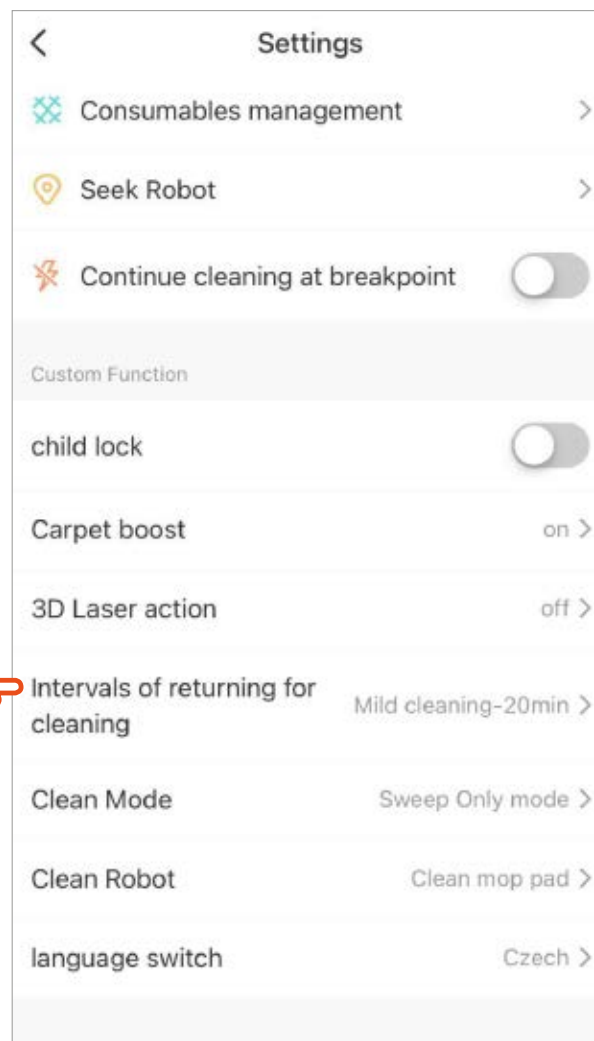 Settings
Consumables management
Seek Robot
Continue cleaning at breakpoint
Custom Function
child lock
Carpet boost on
3D Laser action off
Intervals of returning for
cleaning Mild cleaning-20min
Clean Mode Sweep Only mode
Clean Robot Clean mop pad
language switch Czech